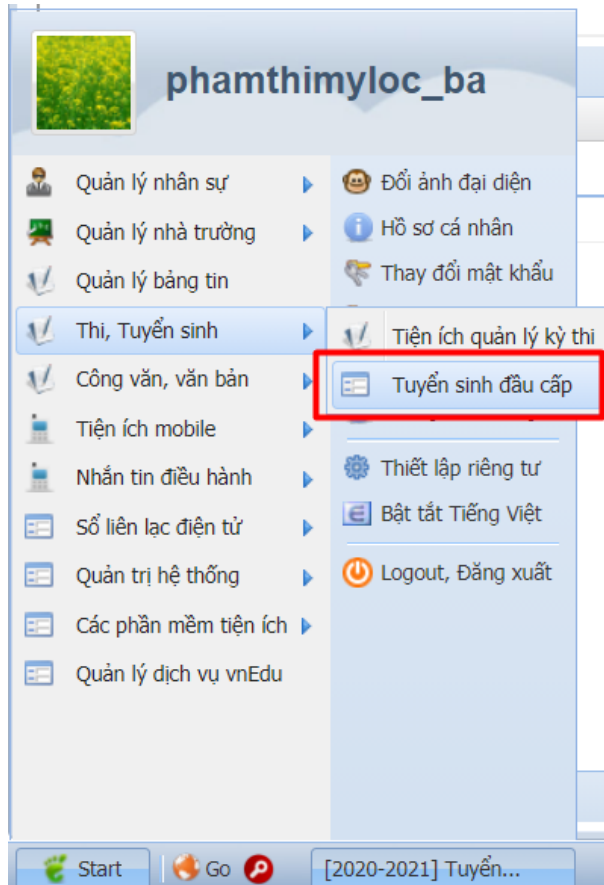 phamthimyloc_ba
Quản lý nhân sự
Quản lý nhà trường
Quản lý bảng tin
Thi, Tuyển sinh
Công văn, văn bản
Tiện ích mobile
Nhắn tin điều hành
Sổ liên lạc điện tử
Quản trị hệ thống
Các phần mềm tiện ích
Quản lý dịch vụ vnEdu
Đổi ảnh đại diện
Hồ sơ cá nhân
Thay đổi mật khẩu
Tiện ích quản lý kỳ thi
Tuyển sinh đầu cấp
Thiết lập riêng tư
Bật tắt Tiếng Việt
Logout, Đăng xuất
Start Go [2020-2021] Tuyển...